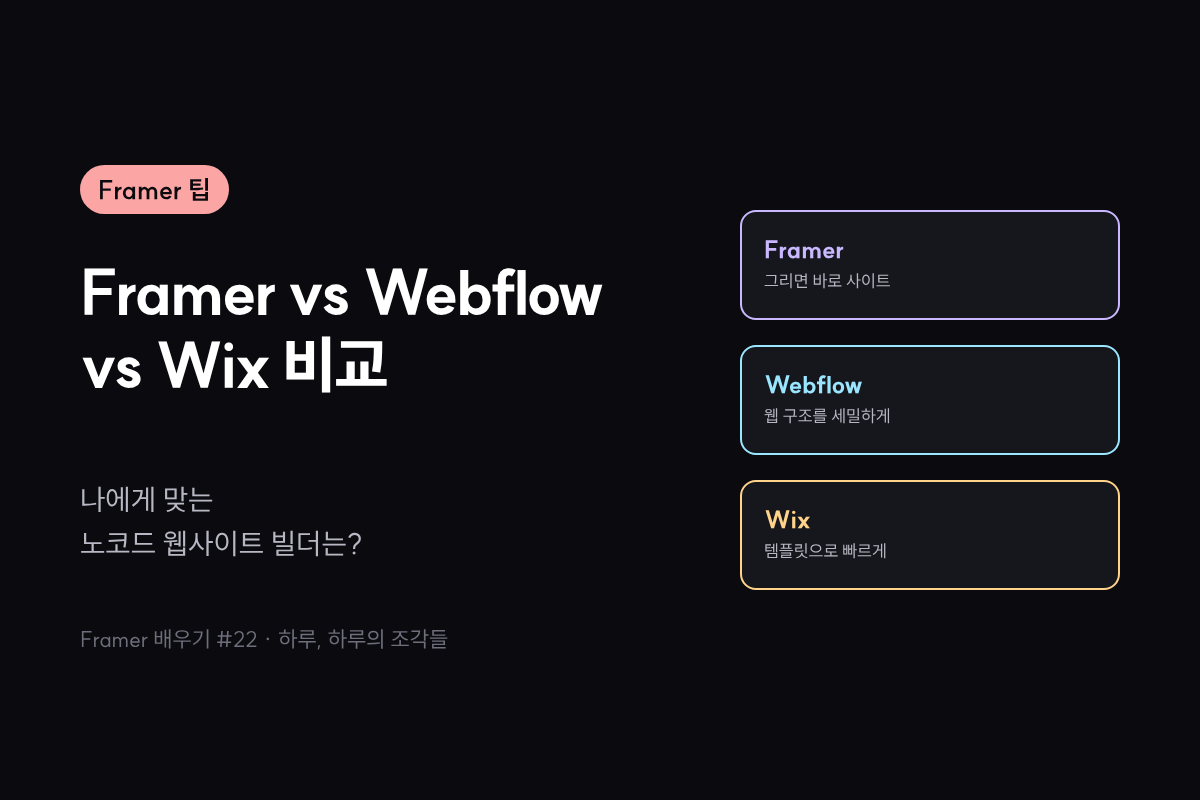 Framer 팁
Framer vs Webflow
vs Wix 비교
나에게 맞는
노코드 웹사이트 빌더는?
Framer 배우기 #22 · 하루, 하루의 조각들
Framer
그리면 바로 사이트
Webflow
웹 구조를 세밀하게
Wix
템플릿으로 빠르게